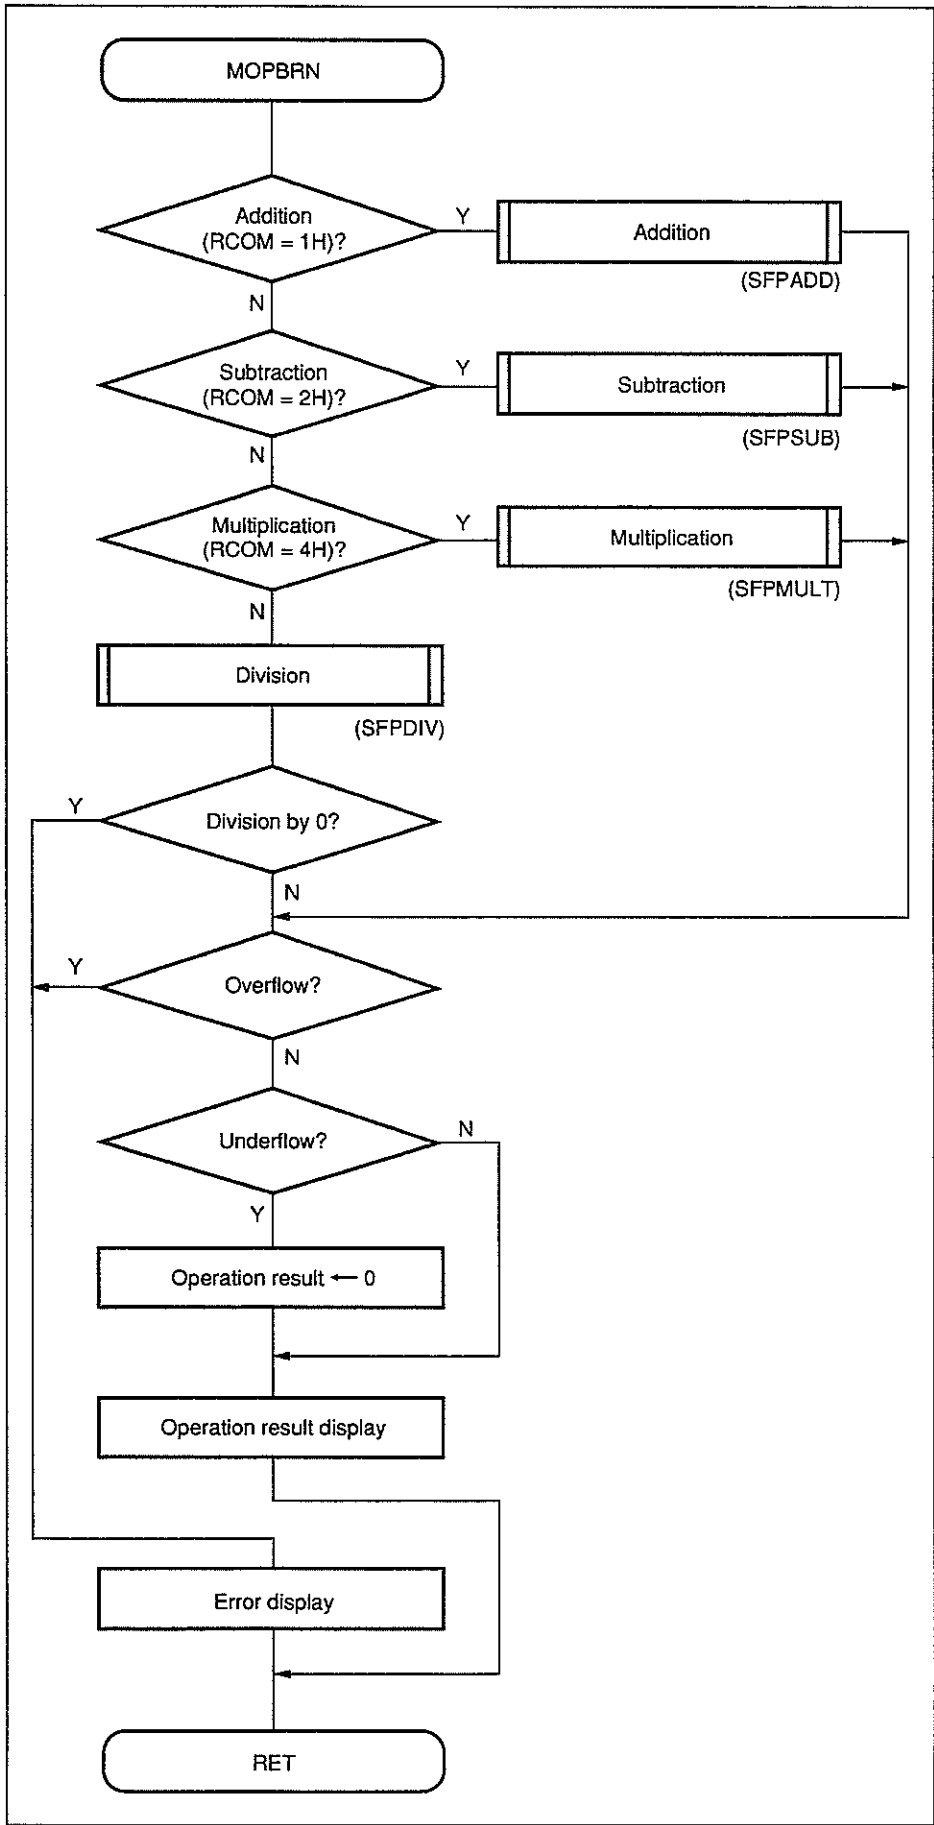 MOPBRN
Addition
(RCOM = 1H)?
Y
Addition
(SFPADD)
N
Subtraction
(RCOM = 2H)?
Y
Subtraction
(SFPSUB)
N
Multiplication
(RCOM = 4H)?
Y
Multiplication
(SFPMULT)
N
Division
(SFPDIV)
Y
Division by 0?
N
Y
Overflow?
N
Underflow?
N
Y
Operation result ← 0
Operation result display
Error display
RET